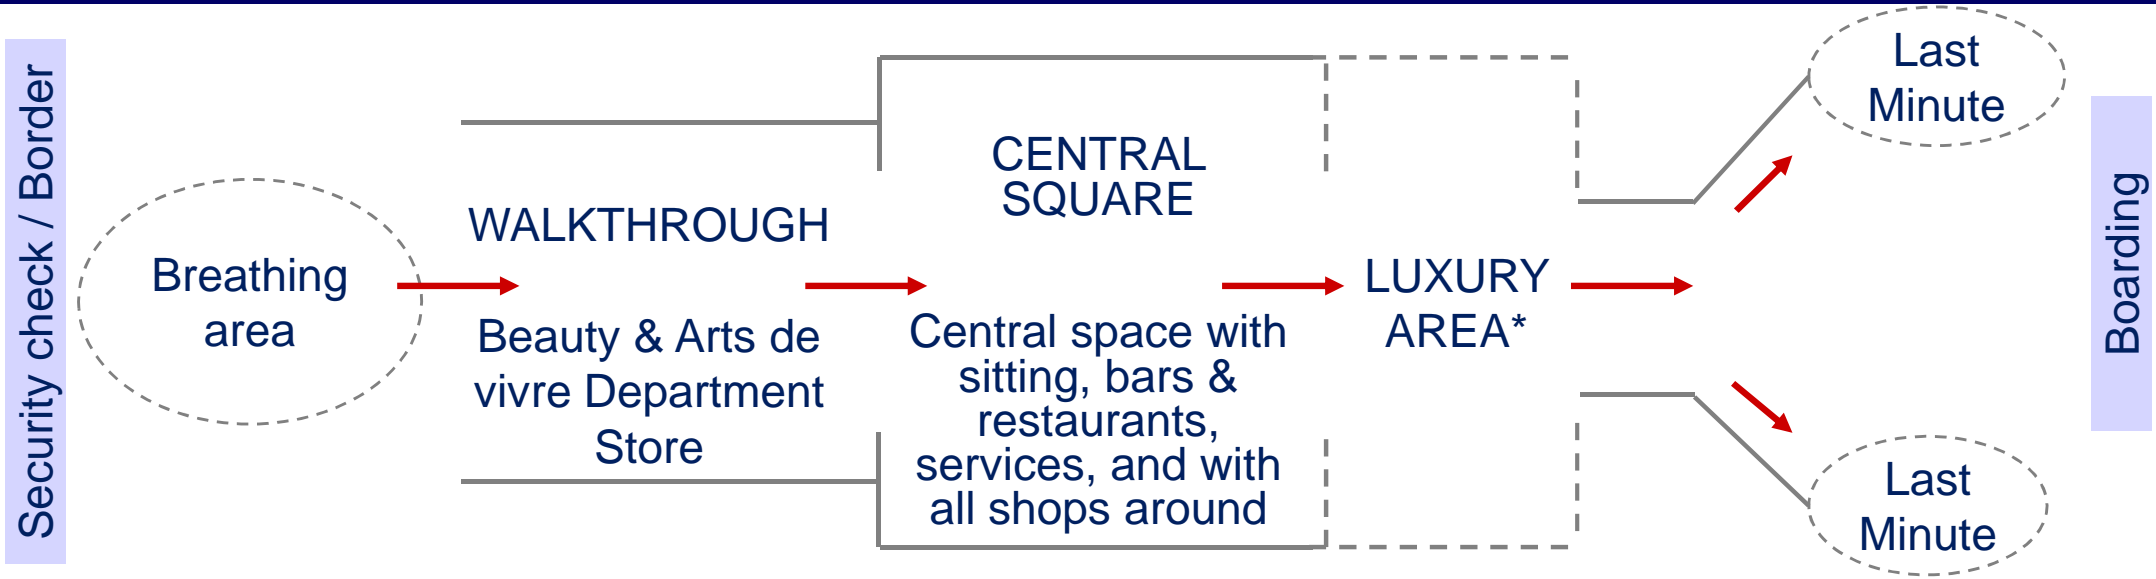 Security check / Border
Breathing
area
WALKTHROUGH
Beauty & Arts de
vivre Department
Store
CENTRAL
SQUARE
Central space with
sitting, bars &
restaurants,
services, and with
all shops around
LUXURY
AREA*
Last
Minute
Last
Minute
Boarding